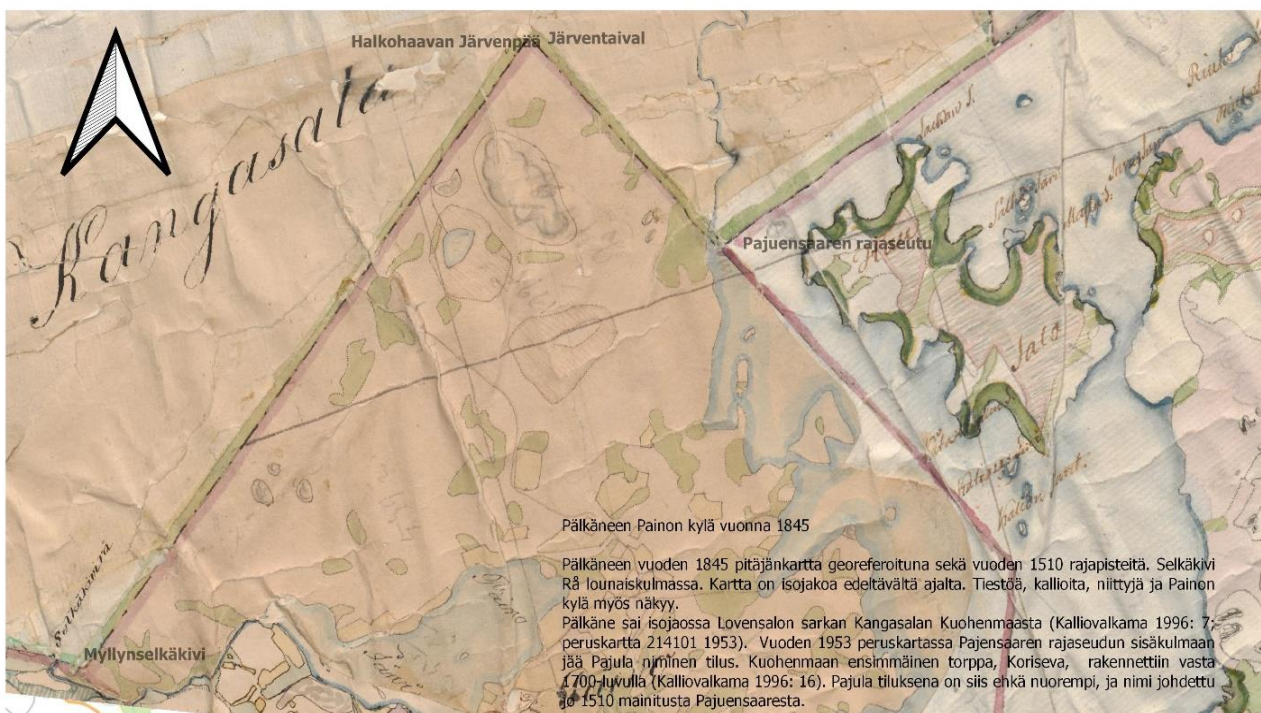 Halkohaavan Järvenpää Järventaival
Kangasala
Pajuensaaren rajaseutu
Sala
Myllynselkäkivi
Pälkäneen Painon kylä vuonna 1845
Pälkäneen vuoden 1845 pitäjänkartta georeferoituna sekä vuoden 1510 rajapisteitä. Selkäkivi
Rå lounaiskulmassa. Kartta on isojakoa edeltävältä ajalta. Tiestöä, kallioita, niittyjä ja Painon
kylä myös näkyy.
Pälkäne sai isojaossa Lovensalon sarkan Kangasalan Kuohenmaasta (Kalliovalkama 1996: 7;
peruskartta 214101 1953). Vuoden 1953 peruskartassa Pajensaaren rajaseudun sisäkulmaan
jää Pajula niminen tilus. Kuohenmaan ensimmäinen torppa, Koriseva, rakennettiin vasta
1700-luvulla (Kalliovalkama 1996: 16). Pajula tiluksena on siis ehkä nuorempi, ja nimi johdettu
jo 1510 mainitusta Pajuensaaresta.